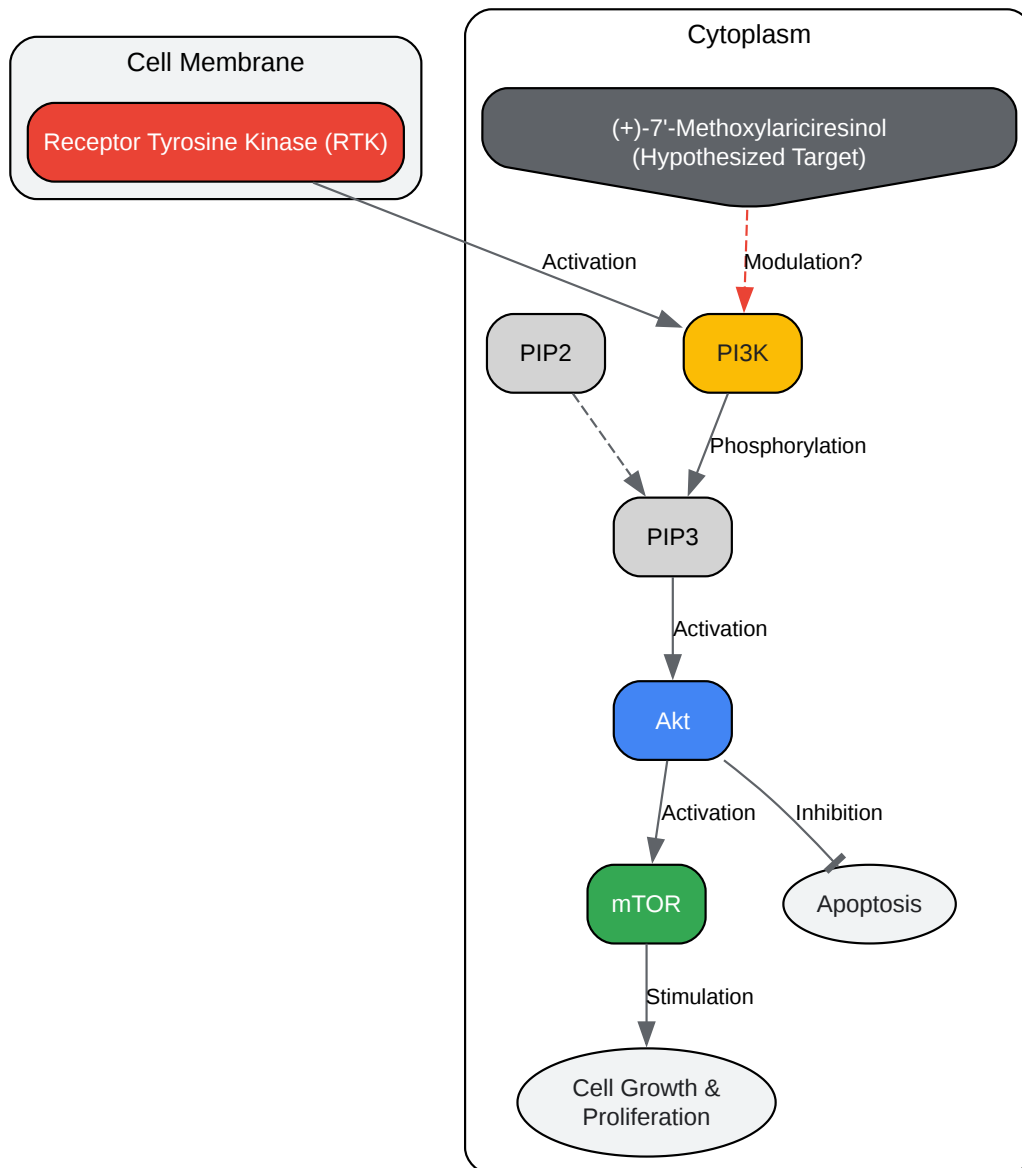 Cytoplasm
Cell Membrane
Receptor Tyrosine Kinase (RTK)
(+)-7'-Methoxylariciresinol
(Hypothesized Target)
Activation
Modulation?
PIP2
PI3K
Phosphorylation
PIP3
Activation
Akt
Activation
Inhibition
mTOR
Apoptosis
Stimulation
Cell Growth &
Proliferation